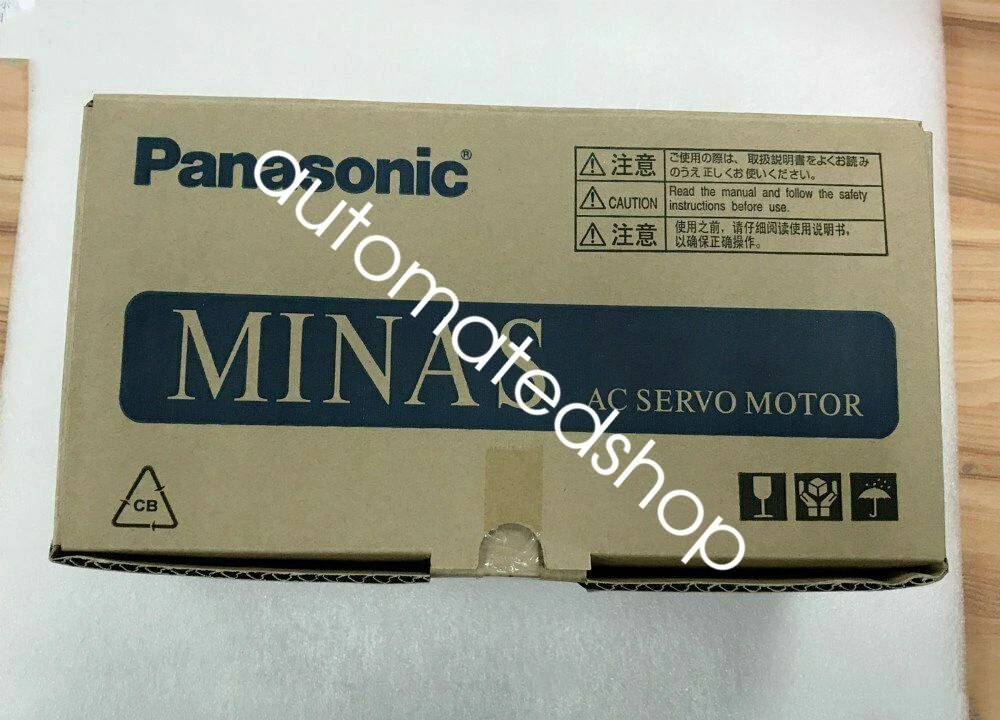 Panasonic®
注意
ご使用の際は、取扱説明書をよくお読み
のうえ正しくお使いください。
CAUTION
Read the manual and follow the safety
instructions before use.
注意
使用之前，请仔细阅读使用说明书，
以确保正确操作。
automatedshop
MINAS AC SERVO MOTOR
CB